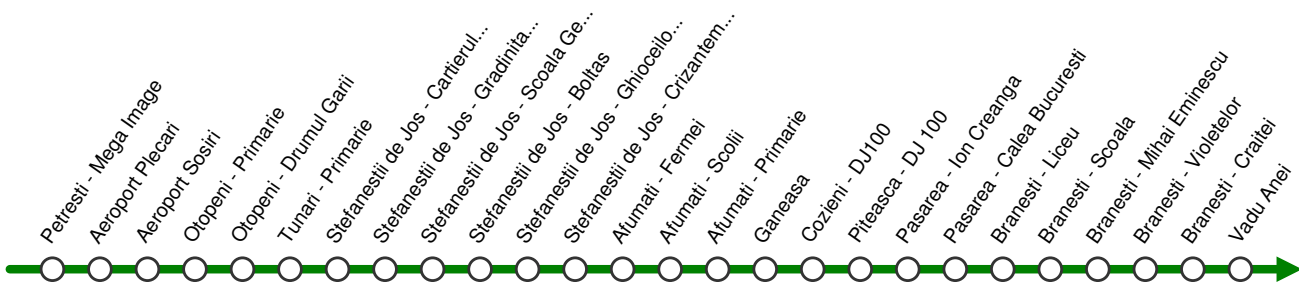 Petresti - Mega Image
Aeroport Plecari
Aeroport Sosiri
Otopeni - Primarie
Otopeni - Drumul Garii
Tunari - Primarie
Stefanestii de Jos - Cartierul...
Stefanestii de Jos - Gradinita...
Stefanestii de Jos - Scoala Ge...
Stefanestii de Jos - Boltas
Stefanestii de Jos - Ghioceilo...
Stefanestii de Jos - Crizantem...
Afumati - Fermei
Afumati - Scolii
Afumati - Primarie
Ganeasa
Cozieni - DJ100
Piteasca - DJ 100
Pasarea - Ion Creanga
Pasarea - Calea Bucuresti
Branesti - Liceu
Branesti - Scoala
Branesti - Mihai Eminescu
Branesti - Violetelor
Branesti - Craitei
Vadu Anei